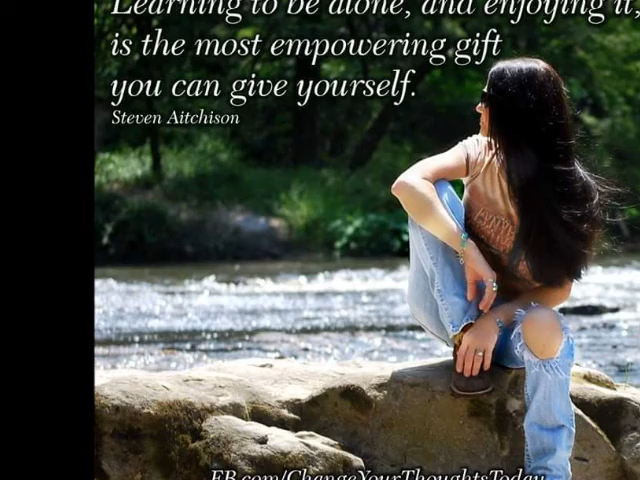 Learning to be alone, and enjoying it,
is the most empowering gift
you can give yourself.
Steven Aitchison
FB.com/ChangeYourThoughtsToday